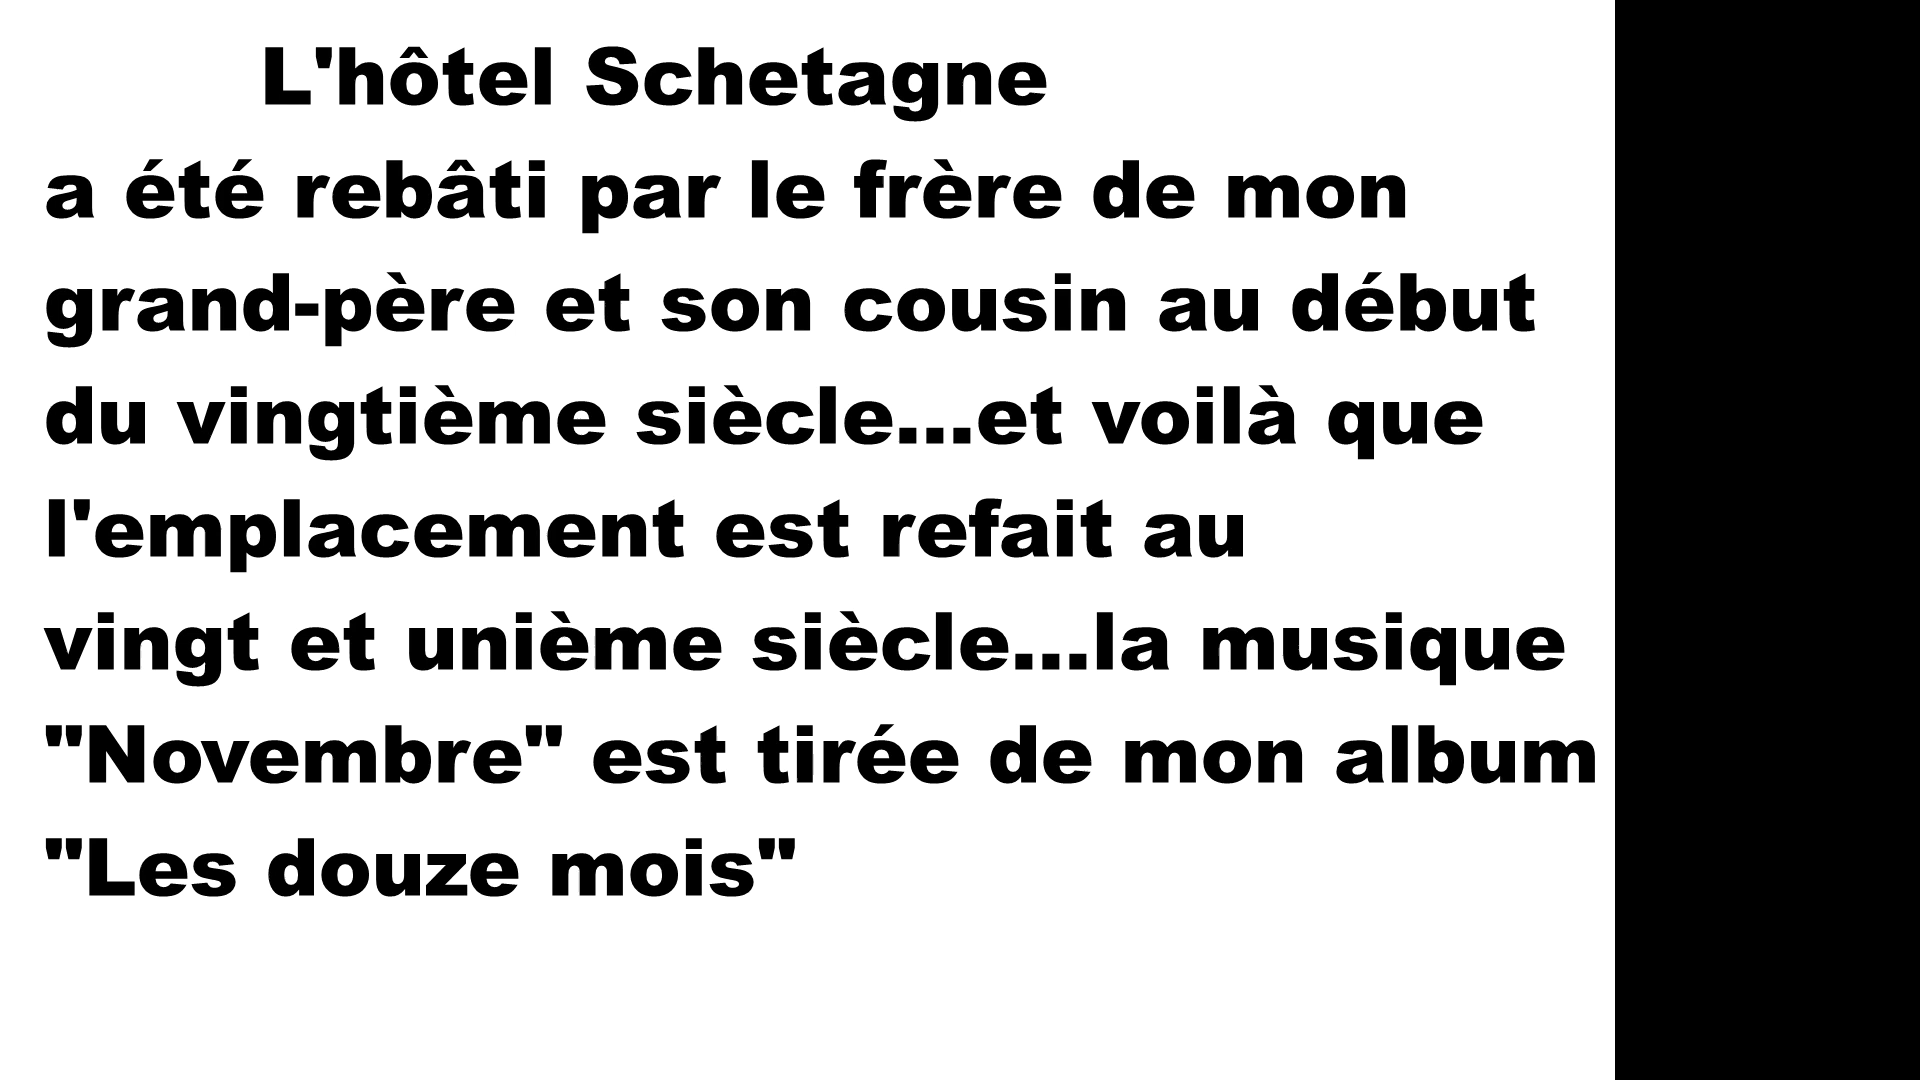 L'hôtel Schetagne
a été rebâti par le frère de mon
grand-père et son cousin au début
du vingtième siècle...et voilà que
l'emplacement est refait au
vingt et unième siècle...la musique
"Novembre" est tirée de mon album
"Les douze mois"